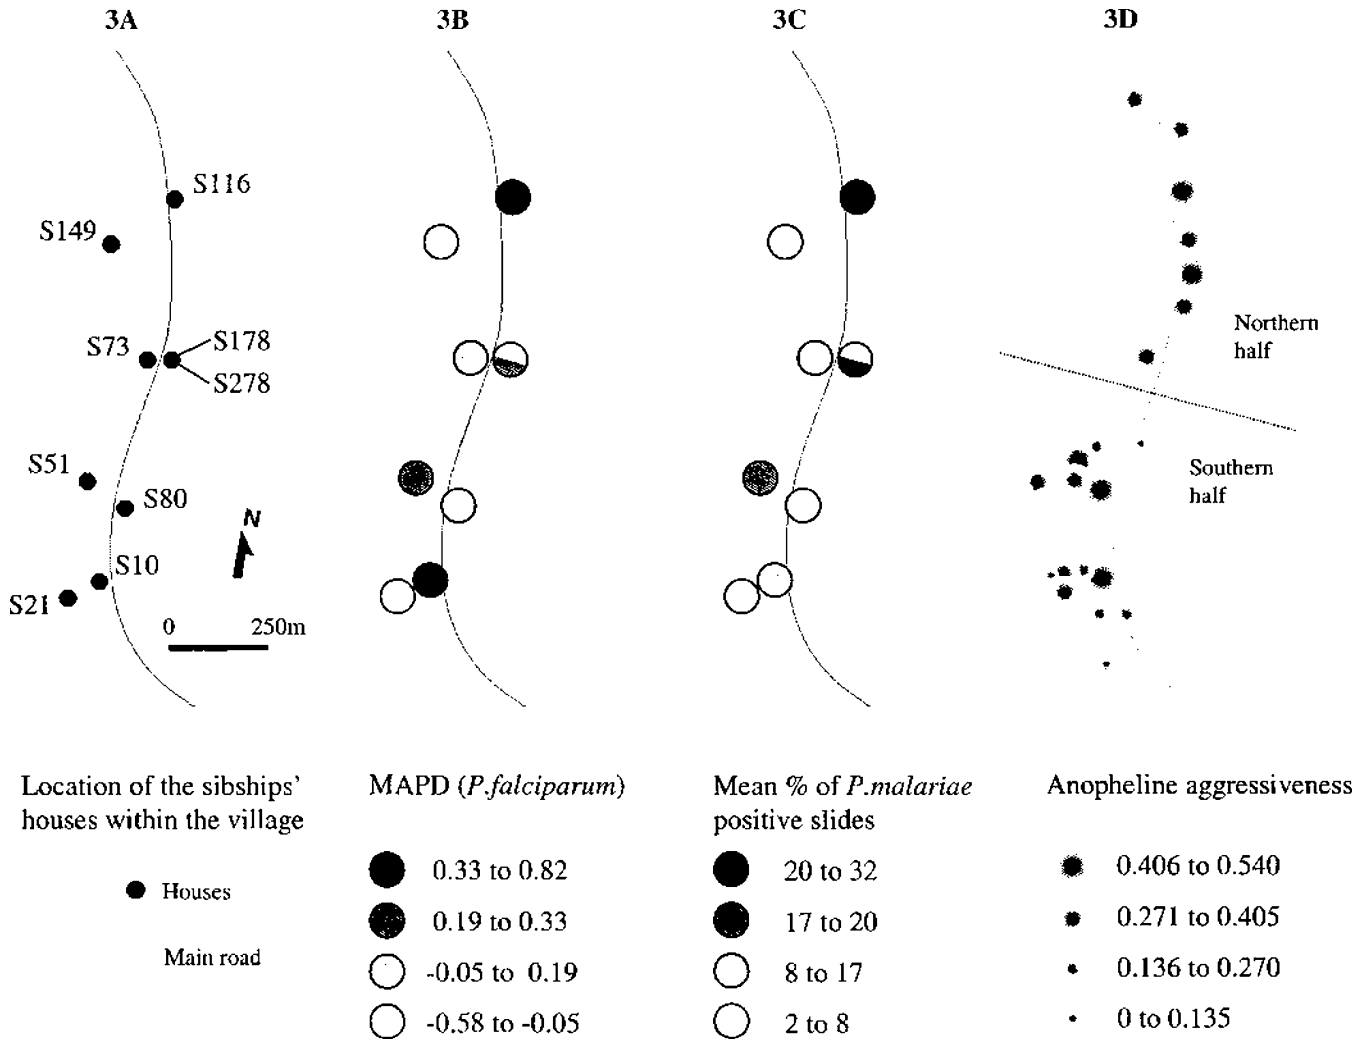 3A
3B
3C
3D
S116
S149
S73
S178
S278
S51
S80
S10
S21
N
0 250m
Northern
half
Southern
half
Location of the sibships'
houses within the village
Houses
Main road
MAPD (P.falciparum)
0.33 to 0.82
0.19 to 0.33
-0.05 to 0.19
-0.58 to -0.05
Mean % of P.malariae
positive slides
20 to 32
17 to 20
8 to 17
2 to 8
Anopheline aggressiveness
0.406 to 0.540
0.271 to 0.405
0.136 to 0.270
0 to 0.135